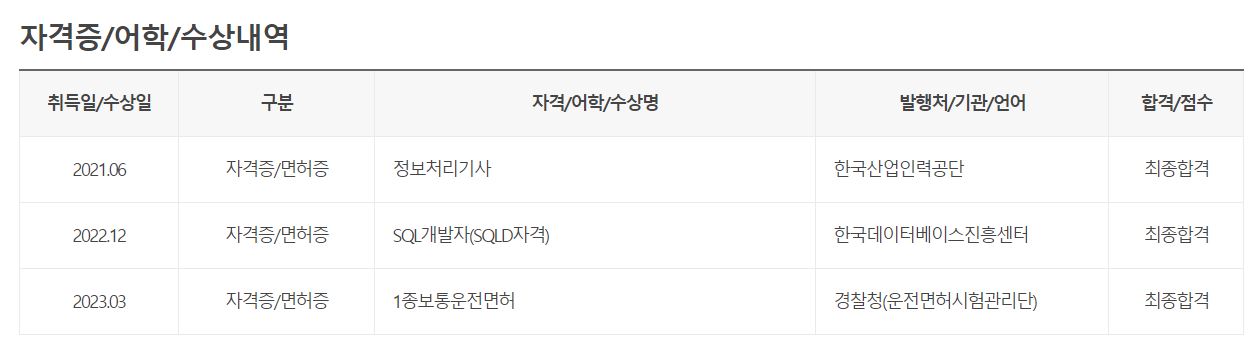 자격증/어학/수상내역
취득일/수상일 구분 자격/어학/수상명 발행처/기관/언어 합격/점수
2021.06 자격증/면허증 정보처리기사 한국산업인력공단 최종합격
2022.12 자격증/면허증 SQL개발자(SQLD자격) 한국데이터베이스진흥센터 최종합격
2023.03 자격증/면허증 1종보통운전면허 경찰청(운전면허시험관리단) 최종합격